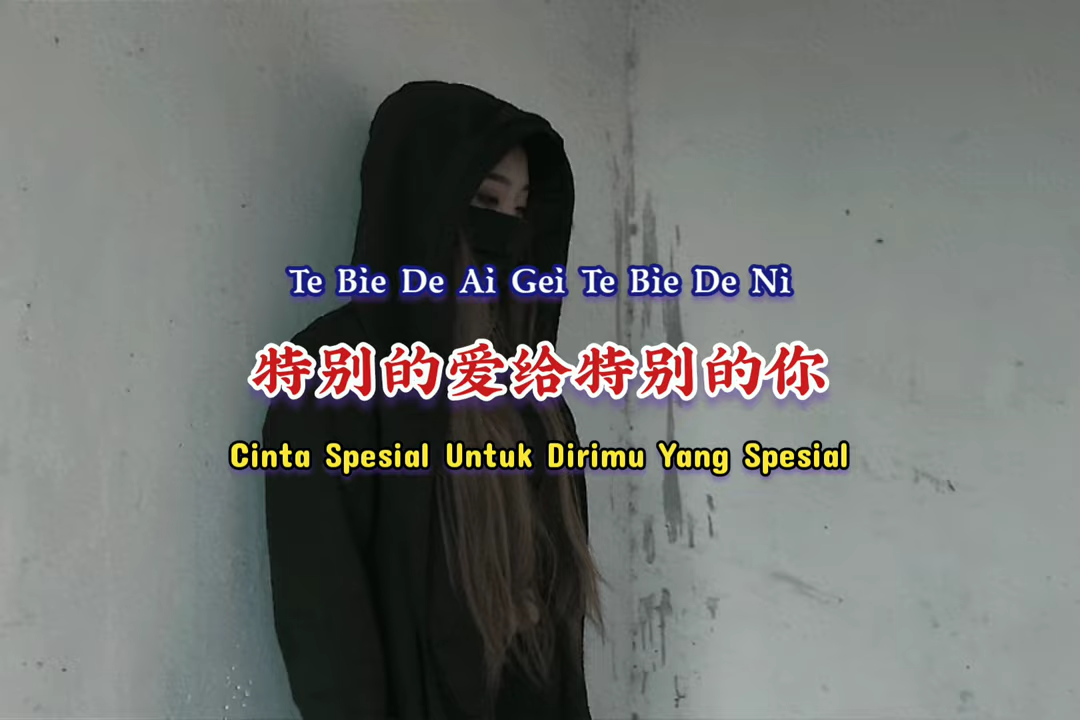 Te Bie De Ai Gei Te Bie De Ni
特别的爱给特别的你
Cinta Spesial Untuk Dirimu Yang Spesial